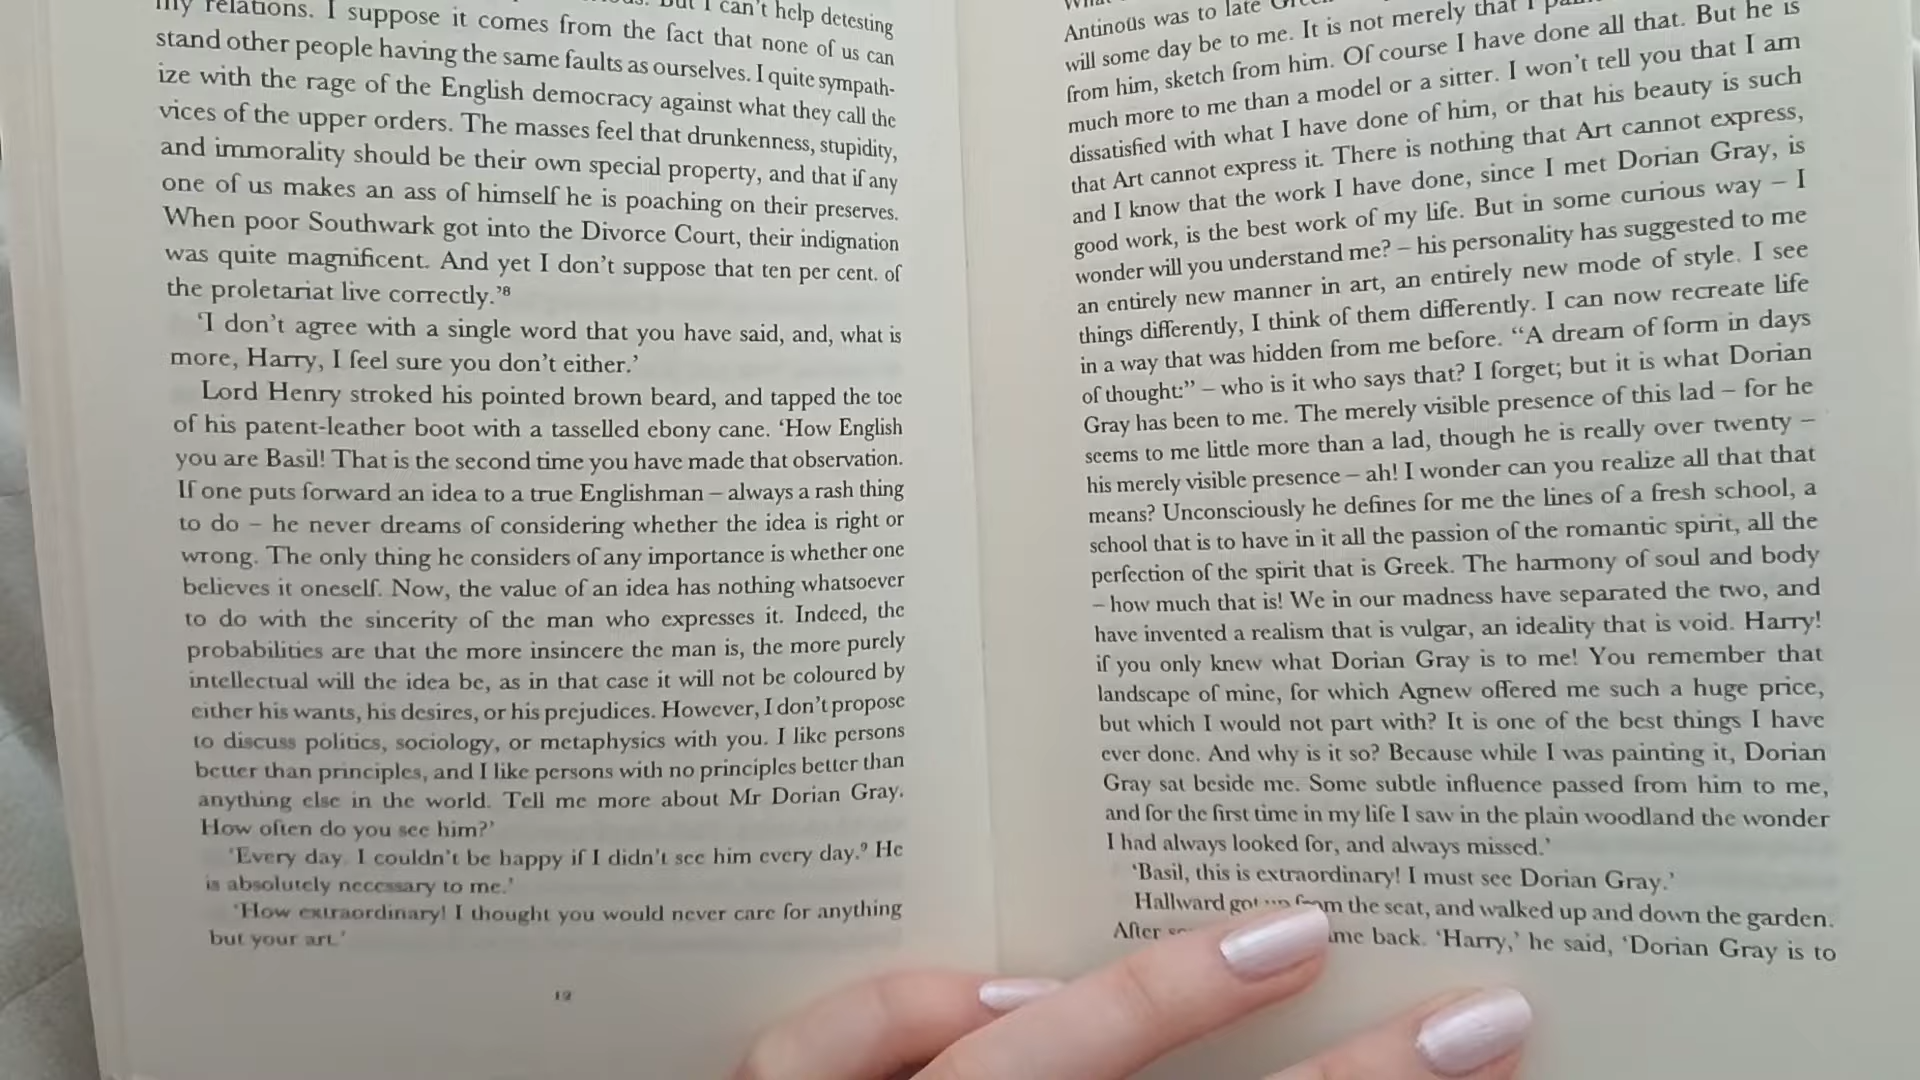 my relations. I suppose it comes from the fact that none of us can
stand other people having the same faults as ourselves. I quite sympath-
ize with the rage of the English democracy against what they call the
vices of the upper orders. The masses feel that drunkenness, stupidity,
and immorality should be their own special property, and that if any
one of us makes an ass of himself he is poaching on their preserves.
When poor Southwark got into the Divorce Court, their indignation
was quite magnificent. And yet I don't suppose that ten per cent. of
the proletariat live correctly.'8
'I don't agree with a single word that you have said, and, what is
more, Harry, I feel sure you don't either.'
Lord Henry stroked his pointed brown beard, and tapped the toe
of his patent-leather boot with a tasselled ebony cane. 'How English
you are Basil! That is the second time you have made that observation.
If one puts forward an idea to a true Englishman – always a rash thing
to do – he never dreams of considering whether the idea is right or
wrong. The only thing he considers of any importance is whether one
believes it oneself. Now, the value of an idea has nothing whatsoever
to do with the sincerity of the man who expresses it. Indeed, the
probabilities are that the more insincere the man is, the more purely
intellectual will the idea be, as in that case it will not be coloured by
either his wants, his desires, or his prejudices. However, I don't propose
to discuss politics, sociology, or metaphysics with you. I like persons
better than principles, and I like persons with no principles better than
anything else in the world. Tell me more about Mr Dorian Gray.
How often do you see him?'
'Every day. I couldn't be happy if I didn't see him every day.9 He
is absolutely necessary to me.'
'How extraordinary! I thought you would never care for anything
but your art.'
12
Antinoüs was to late
will some day be to me. It is not merely that I
from him, sketch from him. Of course I have done all that. But he is
much more to me than a model or a sitter. I won't tell you that I am
dissatisfied with what I have done of him, or that his beauty is such
that Art cannot express it. There is nothing that Art cannot express,
and I know that the work I have done, since I met Dorian Gray, is
good work, is the best work of my life. But in some curious way – I
wonder will you understand me? – his personality has suggested to me
an entirely new manner in art, an entirely new mode of style. I see
things differently, I think of them differently. I can now recreate life
in a way that was hidden from me before. "A dream of form in days
of thought:" – who is it who says that? I forget; but it is what Dorian
Gray has been to me. The merely visible presence of this lad – for he
seems to me little more than a lad, though he is really over twenty –
his merely visible presence – ah! I wonder can you realize all that that
means? Unconsciously he defines for me the lines of a fresh school, a
school that is to have in it all the passion of the romantic spirit, all the
perfection of the spirit that is Greek. The harmony of soul and body
– how much that is! We in our madness have separated the two, and
have invented a realism that is vulgar, an ideality that is void. Harry!
if you only knew what Dorian Gray is to me! You remember that
landscape of mine, for which Agnew offered me such a huge price,
but which I would not part with? It is one of the best things I have
ever done. And why is it so? Because while I was painting it, Dorian
Gray sat beside me. Some subtle influence passed from him to me,
and for the first time in my life I saw in the plain woodland the wonder
I had always looked for, and always missed.'
'Basil, this is extraordinary! I must see Dorian Gray.'
Hallward got up from the seat, and walked up and down the garden.
After back. 'Harry,' he said, 'Dorian Gray is to